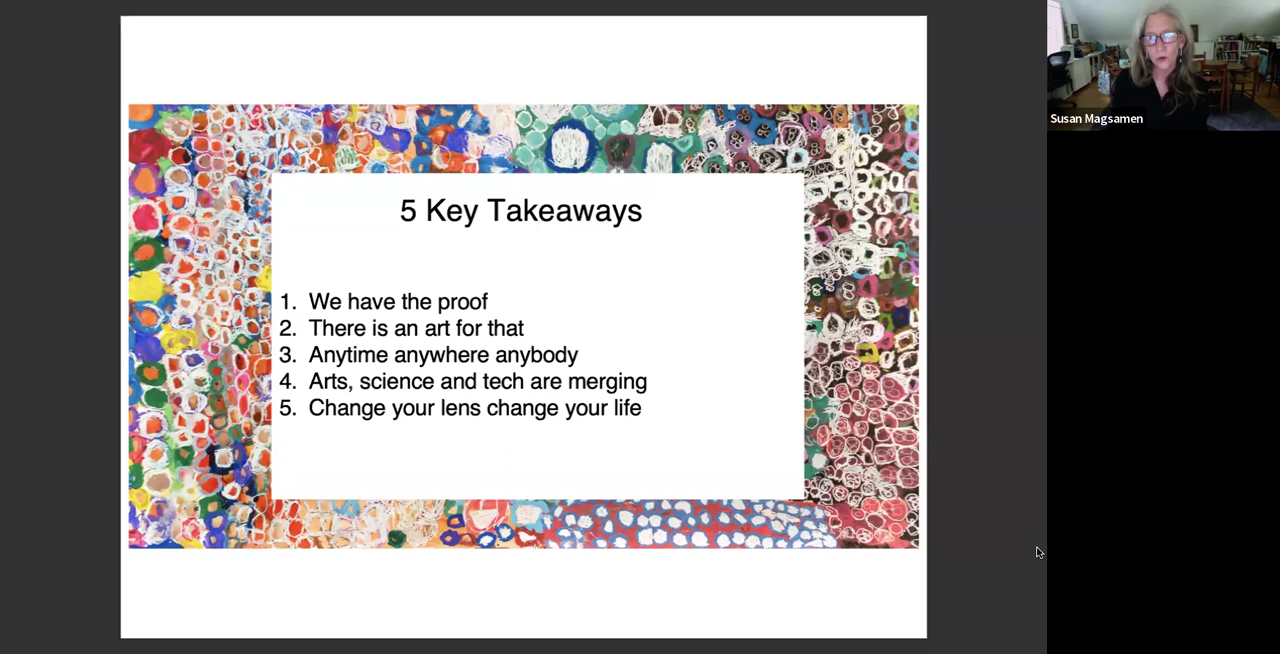 5 Key Takeaways
1. We have the proof
2. There is an art for that
3. Anytime anywhere anybody
4. Arts, science and tech are merging
5. Change your lens change your life
Susan Magsamen